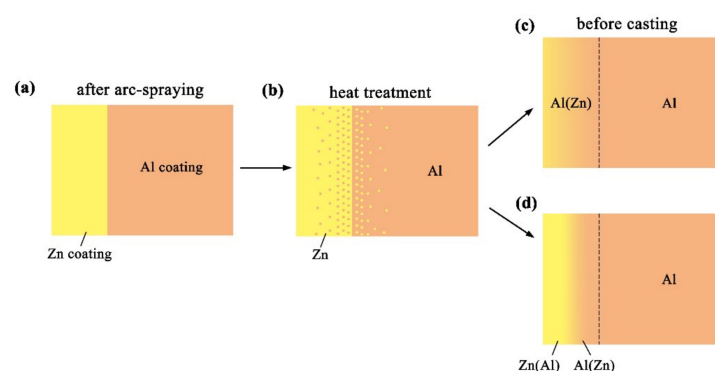 (a)
after arc-spraying
Al coating
Zn coating
(b)
heat treatment
Al
Zn
(c)
before casting
Al(Zn)
Al
(d)
Al
Zn(Al)
Al(Zn)